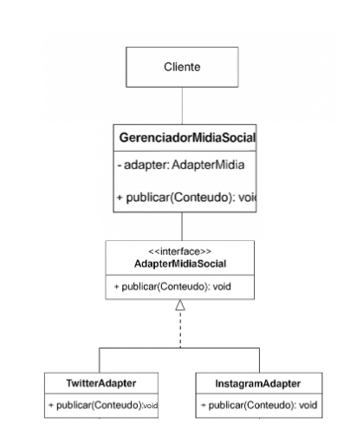 Cliente
GerenciadorMidiaSocial
- adapter: AdapterMidia
+ publicar(Conteudo): voi
<<interface>>
AdapterMidiaSocial
+ publicar(Conteudo): void
TwitterAdapter
+ publicar(Conteudo):void
InstagramAdapter
+ publicar(Conteudo): void